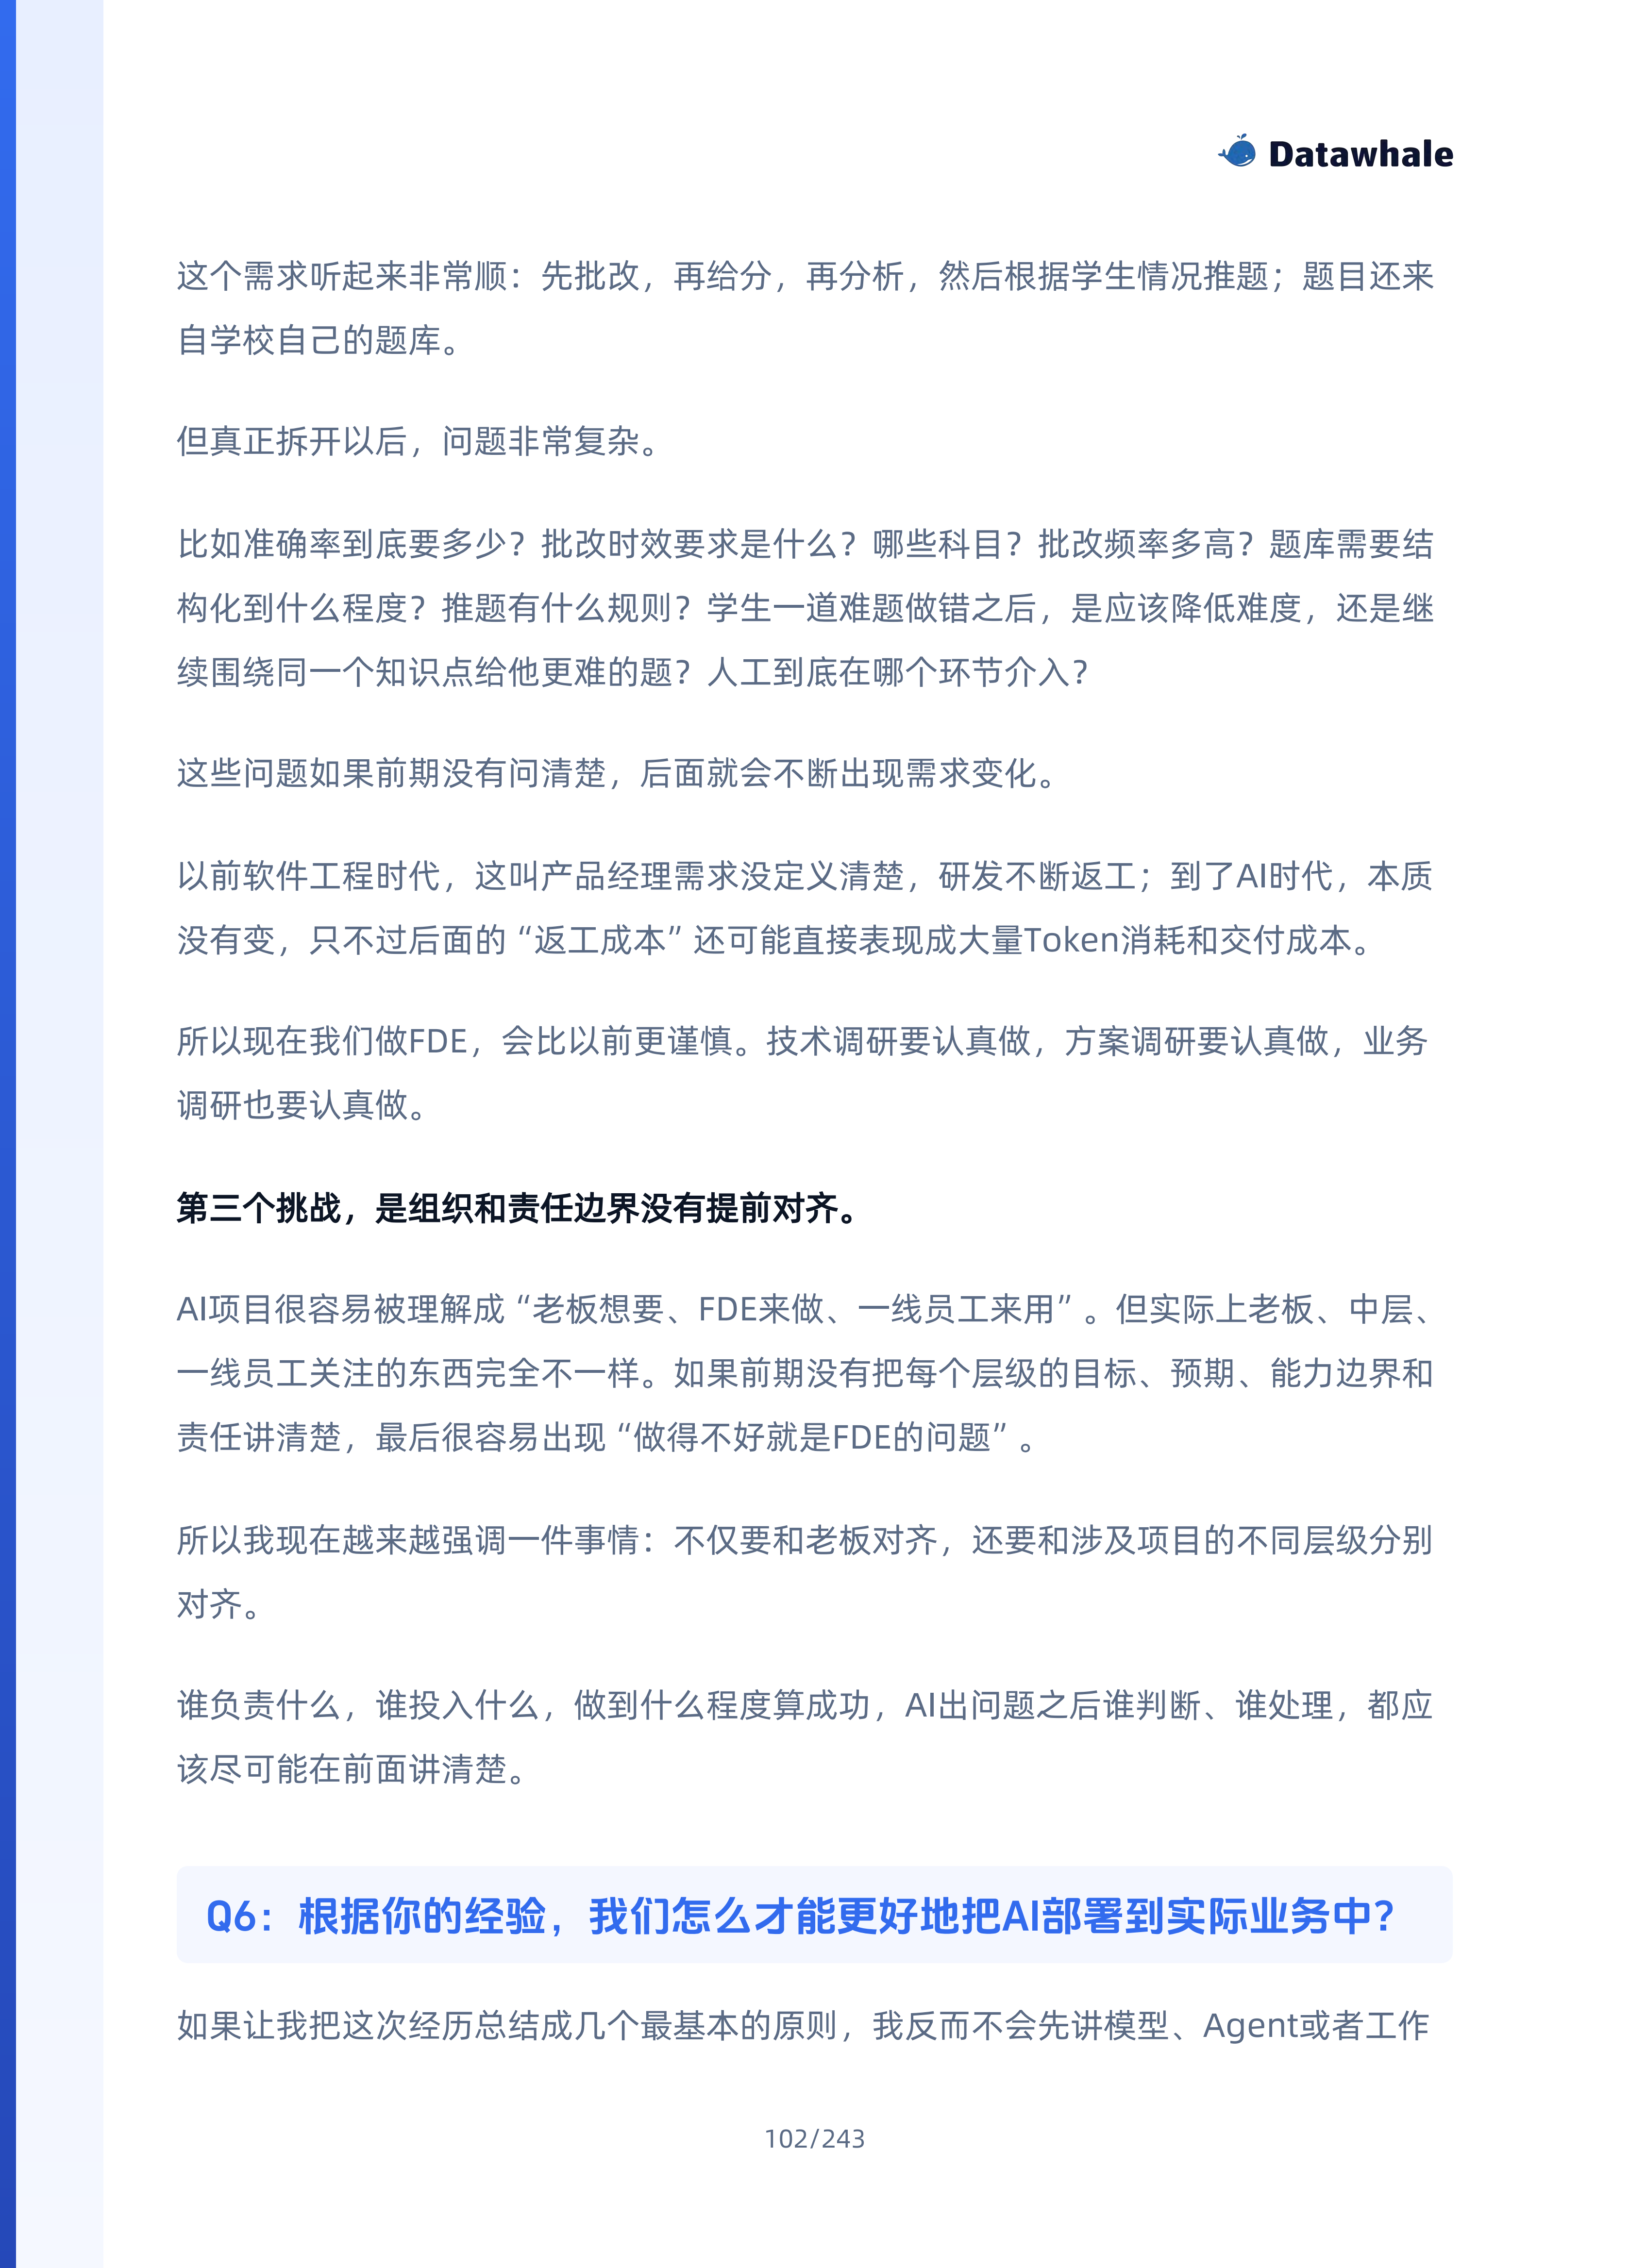 Datawhale
这个需求听起来非常顺：先批改，再给分，再分析，然后根据学生情况推题；题目还来
自学校自己的题库。
但真正拆开以后，问题非常复杂。
比如准确率到底要多少？批改时效要求是什么？哪些科目？批改频率多高？题库需要结
构化到什么程度？推题有什么规则？学生一道难题做错之后，是应该降低难度，还是继
续围绕同一个知识点给他更难的题？人工到底在哪个环节介入？
这些问题如果前期没有问清楚，后面就会不断出现需求变化。
以前软件工程时代，这叫产品经理需求没定义清楚，研发不断返工；到了AI时代，本质
没有变，只不过后面的“返工成本”还可能直接表现成大量Token消耗和交付成本。
所以现在我们做FDE，会比以前更谨慎。技术调研要认真做，方案调研要认真做，业务
调研也要认真做。
第三个挑战，是组织和责任边界没有提前对齐。
AI项目很容易被理解成“老板想要、FDE来做、一线员工来用”。但实际上老板、中层、
一线员工关注的东西完全不一样。如果前期没有把每个层级的目标、预期、能力边界和
责任讲清楚，最后很容易出现“做得不好就是FDE的问题”。
所以我现在越来越强调一件事情：不仅要和老板对齐，还要和涉及项目的不同层级分别
对齐。
谁负责什么，谁投入什么，做到什么程度算成功，AI出问题之后谁判断、谁处理，都应
该尽可能在前面讲清楚。
Q6：根据你的经验，我们怎么才能更好地把AI部署到实际业务中？
如果让我把这次经历总结成几个最基本的原则，我反而不会先讲模型、Agent或者工作
102/243